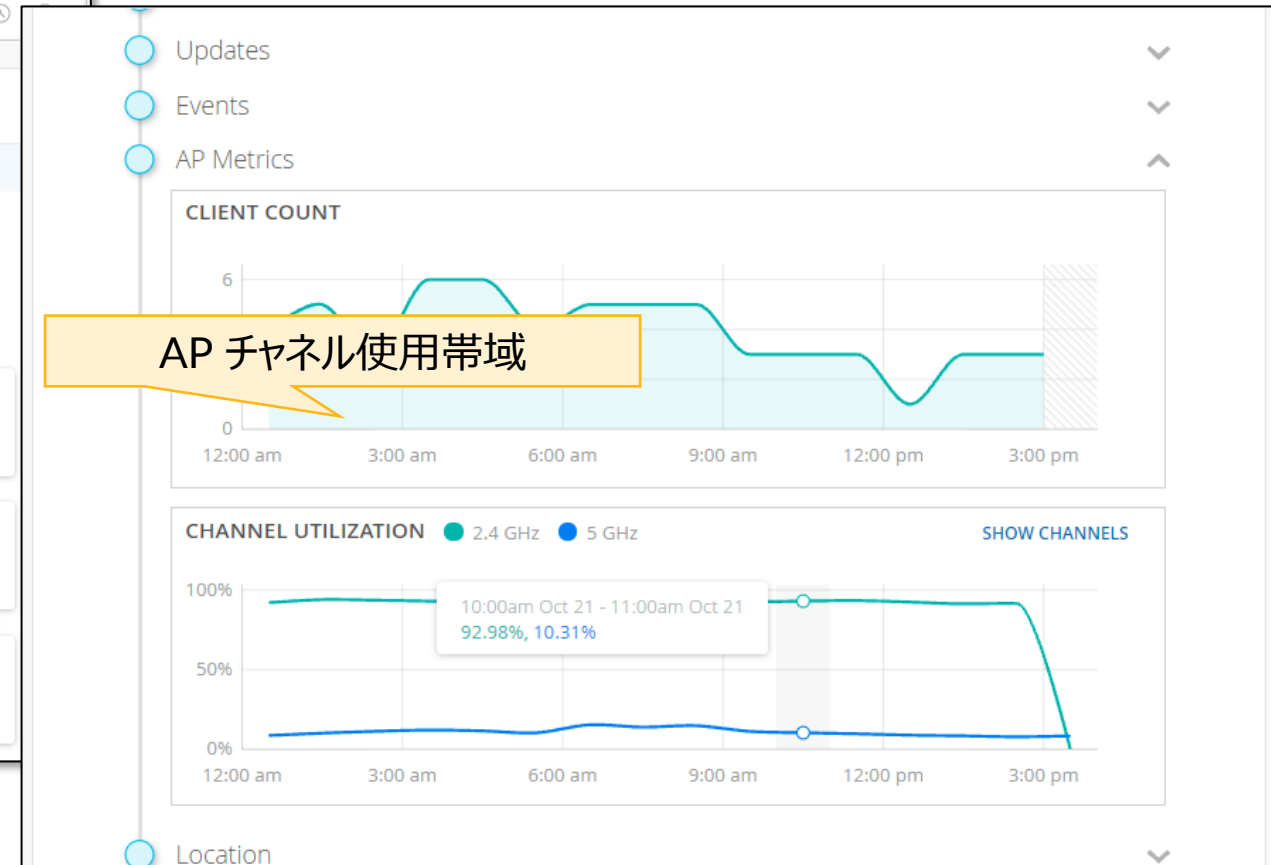 Updates
Events
AP Metrics
CLIENT COUNT
6
AP チャネル使用帯域
0
12:00 am 3:00 am 6:00 am 9:00 am 12:00 pm 3:00 pm
CHANNEL UTILIZATION 2.4 GHz 5 GHz SHOW CHANNELS
100%
10:00am Oct 21 - 11:00am Oct 21
92.98%, 10.31%
50%
0%
12:00 am 3:00 am 6:00 am 9:00 am 12:00 pm 3:00 pm
Location